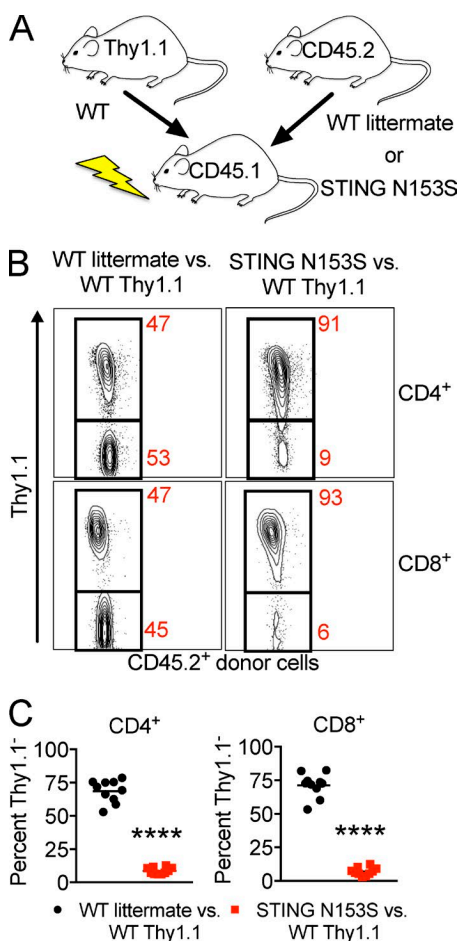 A
Thy1.1
CD45.2
WT
WT littermate
or
STING N153S
CD45.1
B
WT littermate vs.
WT Thy1.1
STING N153S vs.
WT Thy1.1
47
91
CD4⁺
53
9
Thy1.1
47
93
CD8⁺
45
6
CD45.2⁺ donor cells
C
CD4⁺
CD8⁺
Percent Thy1.1⁻
100
75
50
25
0
****
Percent Thy1.1⁻
100
75
50
25
0
****
WT littermate vs.
WT Thy1.1
STING N153S vs.
WT Thy1.1